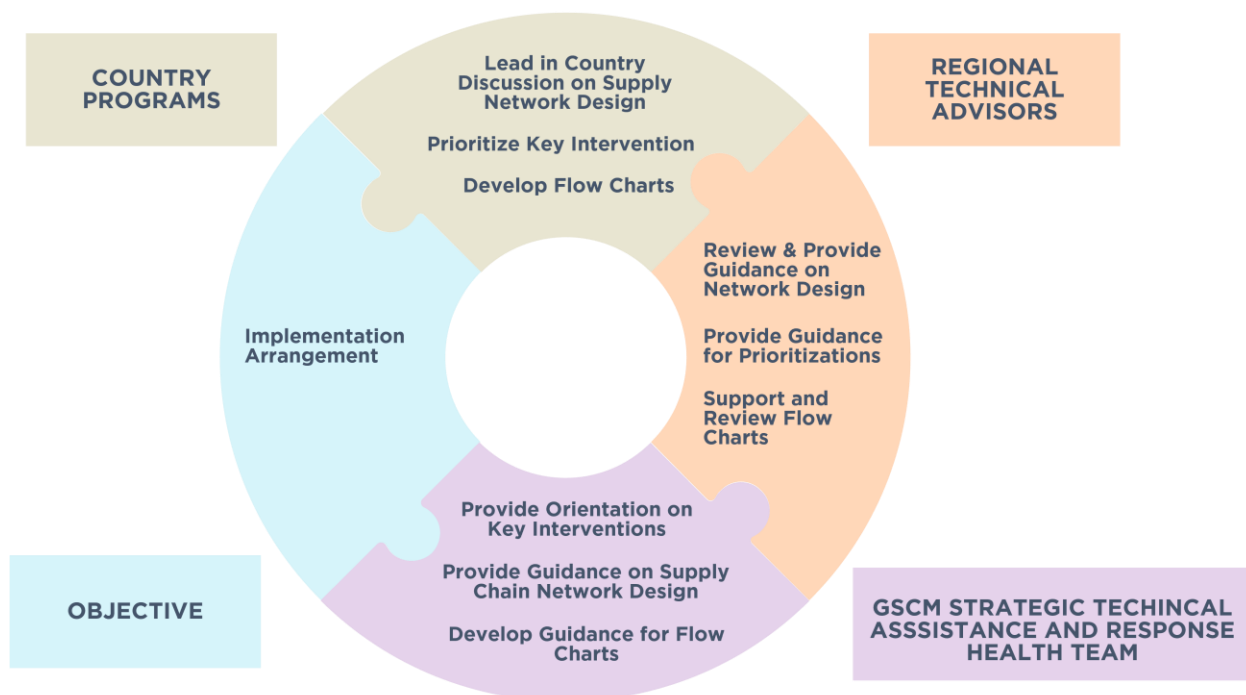 COUNTRY
PROGRAMS
Lead in Country
Discussion on Supply
Network Design
Prioritize Key Intervention
Develop Flow Charts
REGIONAL
TECHNICAL
ADVISORS
Review & Provide
Guidance on
Network Design
Provide Guidance
for Prioritizations
Support and
Review Flow
Charts
Implementation
Arrangement
Provide Orientation on
Key Interventions
Provide Guidance on Supply
Chain Network Design
Develop Guidance for Flow
Charts
OBJECTIVE
GSCM STRATEGIC TECHINCAL
ASSSISTANCE AND RESPONSE
HEALTH TEAM